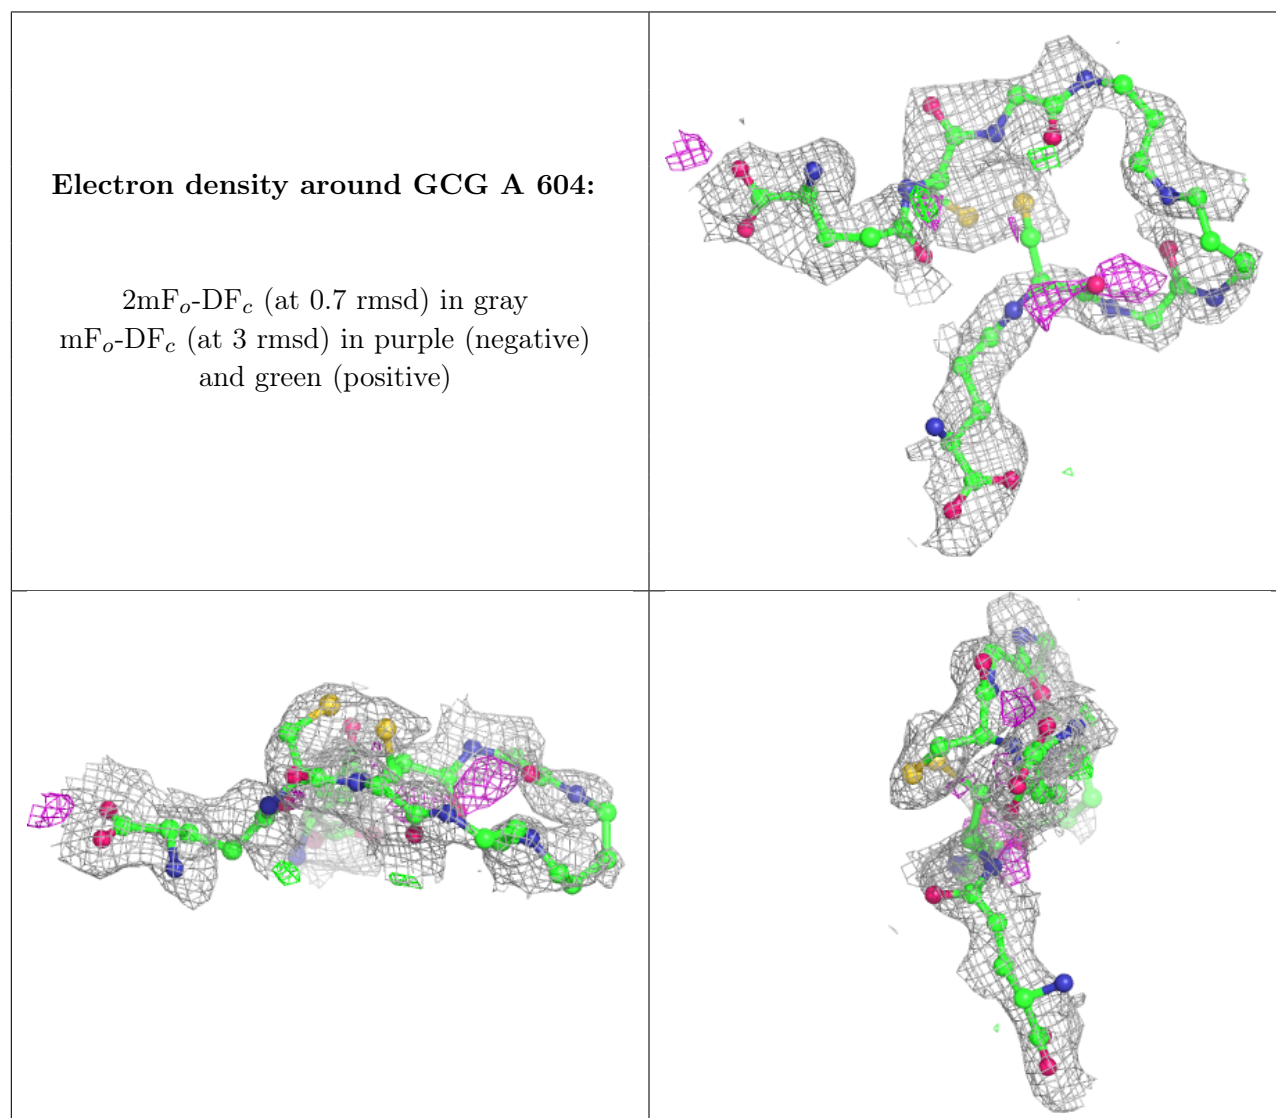 Electron density around GCG A 604:
2mFo-DFc (at 0.7 rmsd) in gray
mFo-DFc (at 3 rmsd) in purple (negative)
and green (positive)